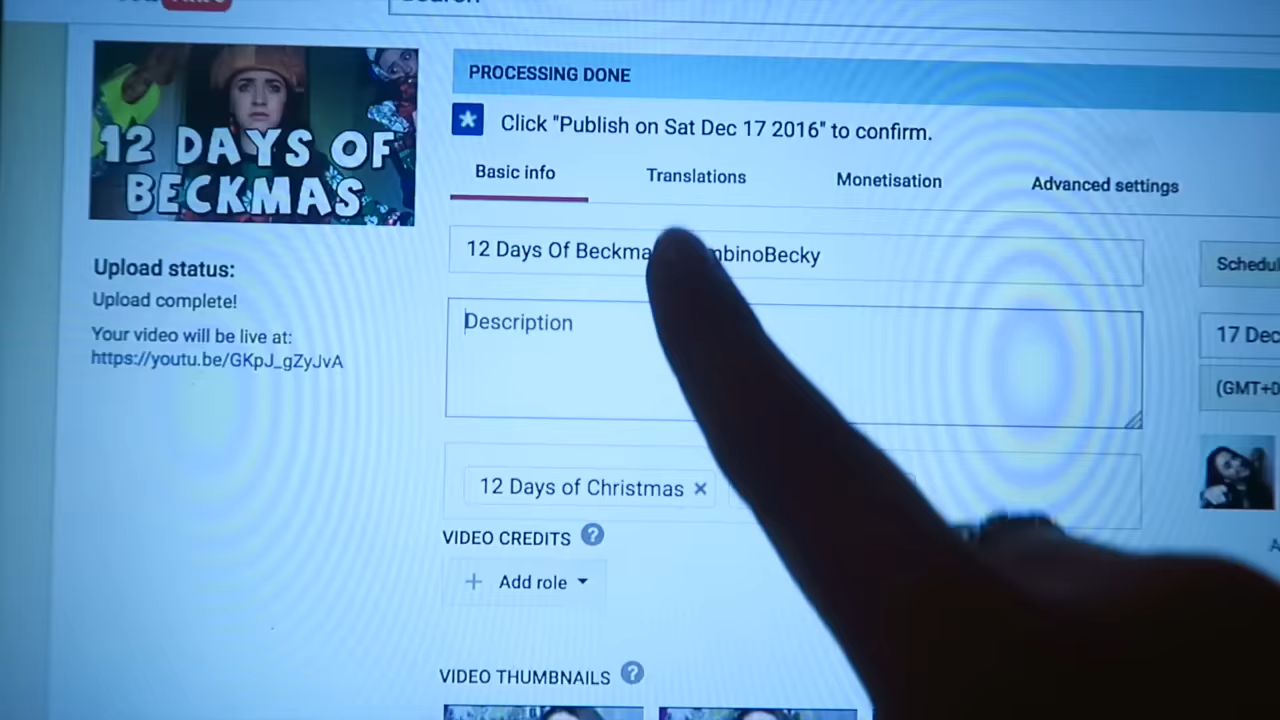 12 DAYS OF
BECKMAS
Upload status:
Upload complete!
Your video will be live at:
https://youtu.be/GKpJ_gZyJvA
PROCESSING DONE
Click "Publish on Sat Dec 17 2016" to confirm.
Basic info Translations Monetisation Advanced settings
12 Days Of Beckma mbinoBecky
Description
12 Days of Christmas ×
VIDEO CREDITS ?
+ Add role
VIDEO THUMBNAILS ?
Schedul
17 Dec
(GMT+0